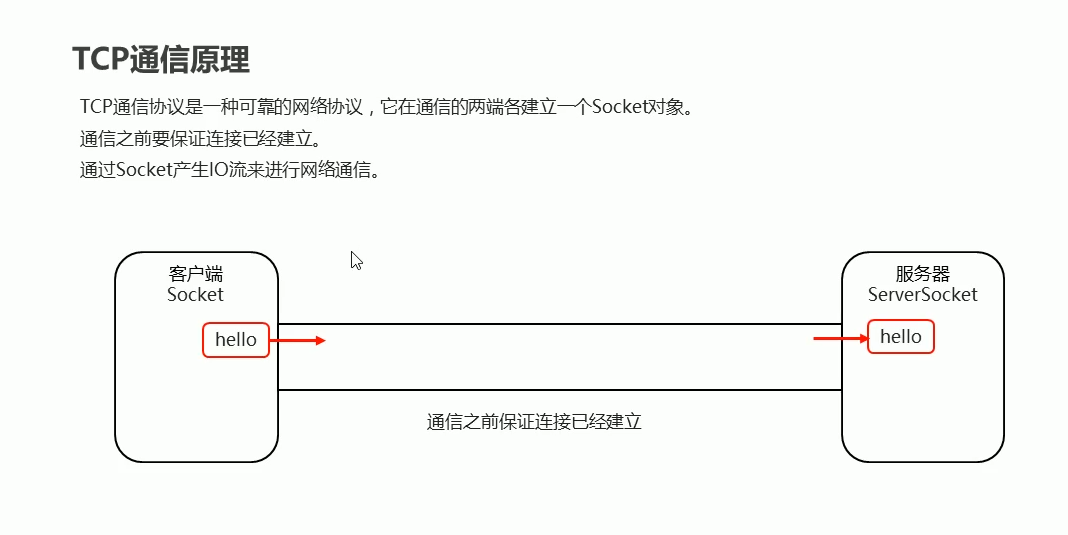 TCP通信原理
TCP通信协议是一种可靠的网络协议，它在通信的两端各建立一个Socket对象。
通信之前要保证连接已经建立。
通过Socket产生IO流来进行网络通信。
客户端
Socket
hello
服务器
ServerSocket
hello
通信之前保证连接已经建立